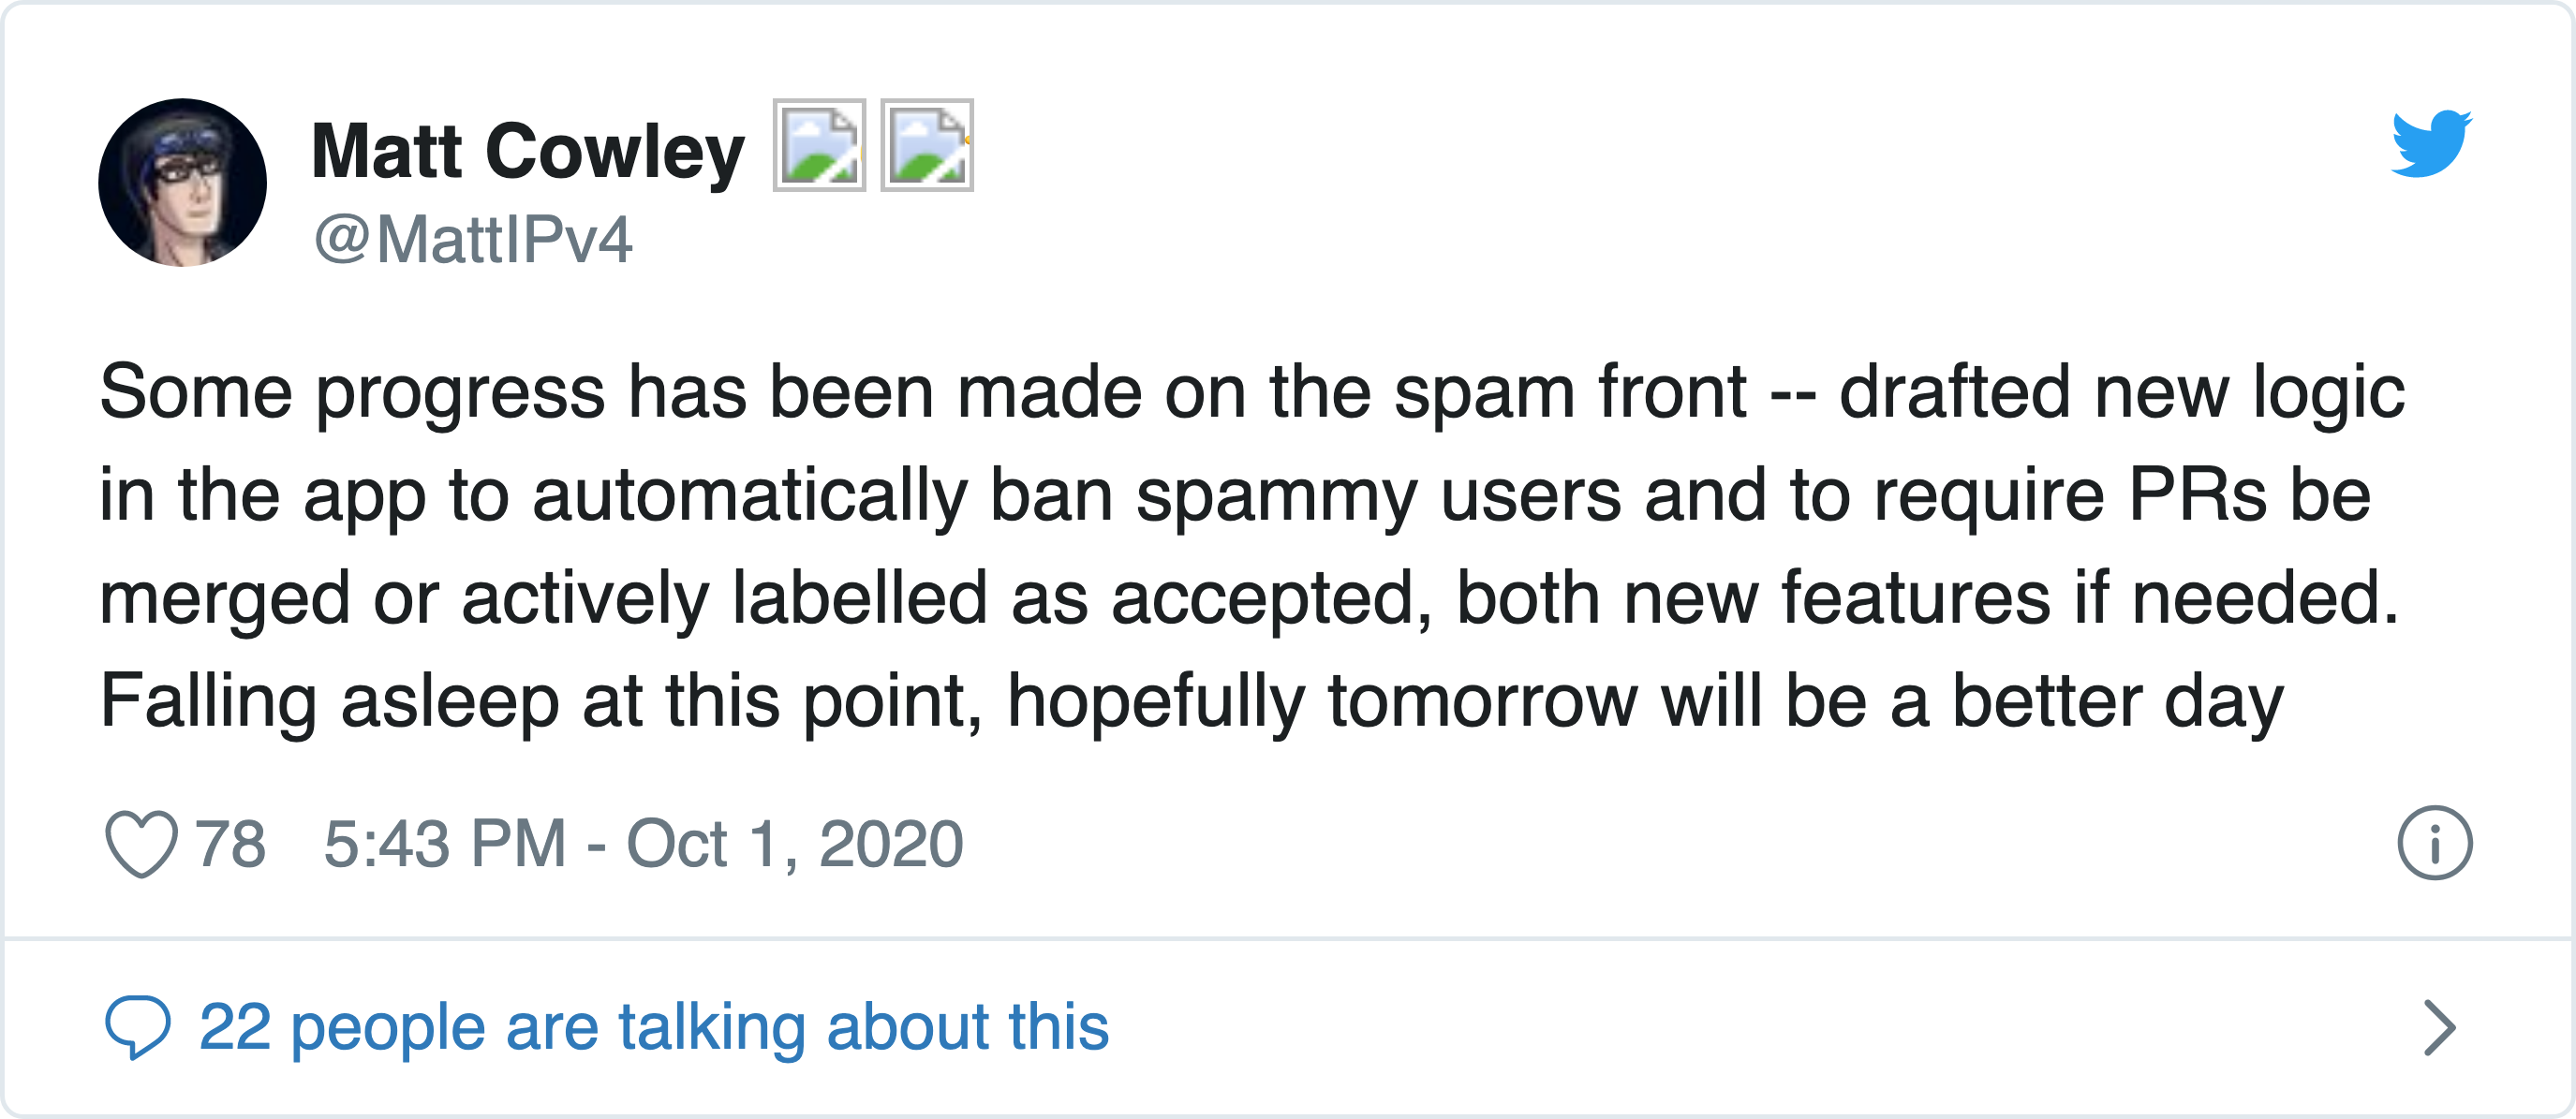 Matt Cowley
@MattIPv4
Some progress has been made on the spam front -- drafted new logic
in the app to automatically ban spammy users and to require PRs be
merged or actively labelled as accepted, both new features if needed.
Falling asleep at this point, hopefully tomorrow will be a better day
78 5:43 PM - Oct 1, 2020
22 people are talking about this